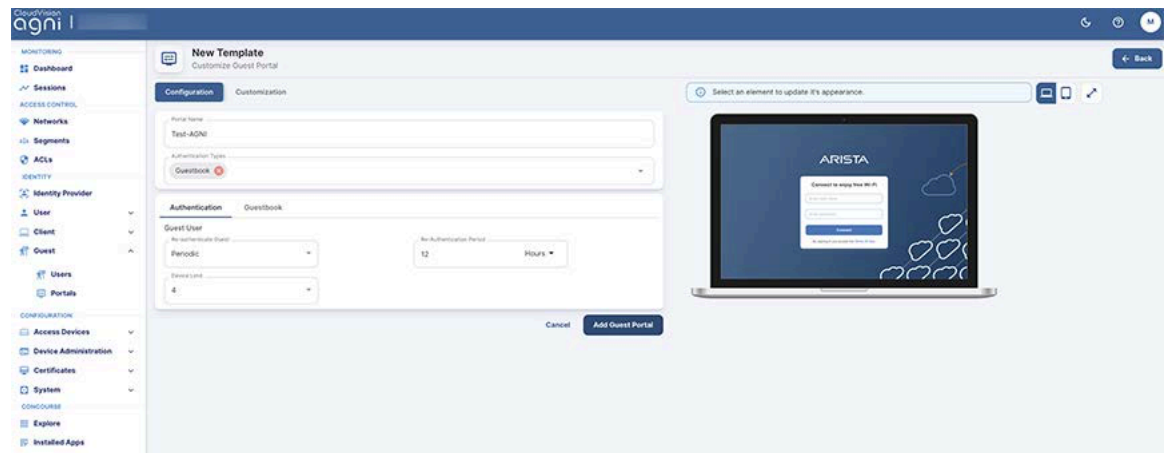 CloudVision
agni
M
MONITORING
Dashboard
Sessions
ACCESS CONTROL
Networks
Segments
ACLs
IDENTITY
Identity Provider
User
Client
Guest
Users
Portals
CONFIGURATION
Access Devices
Device Administration
Certificates
System
CONCOURSE
Explore
Installed Apps
New Template
Customize Guest Portal
Back
Configuration
Customization
Portal Name
Test-AGNI
Authentication Types
Guestbook
Authentication
Guestbook
Guest User
Re-authenticate Guest
Periodic
Re-Authentication Period
12
Hours
Device Limit
4
Cancel
Add Guest Portal
Select an element to update it's appearance.
ARISTA
Connect to enjoy free Wi-Fi
Connect